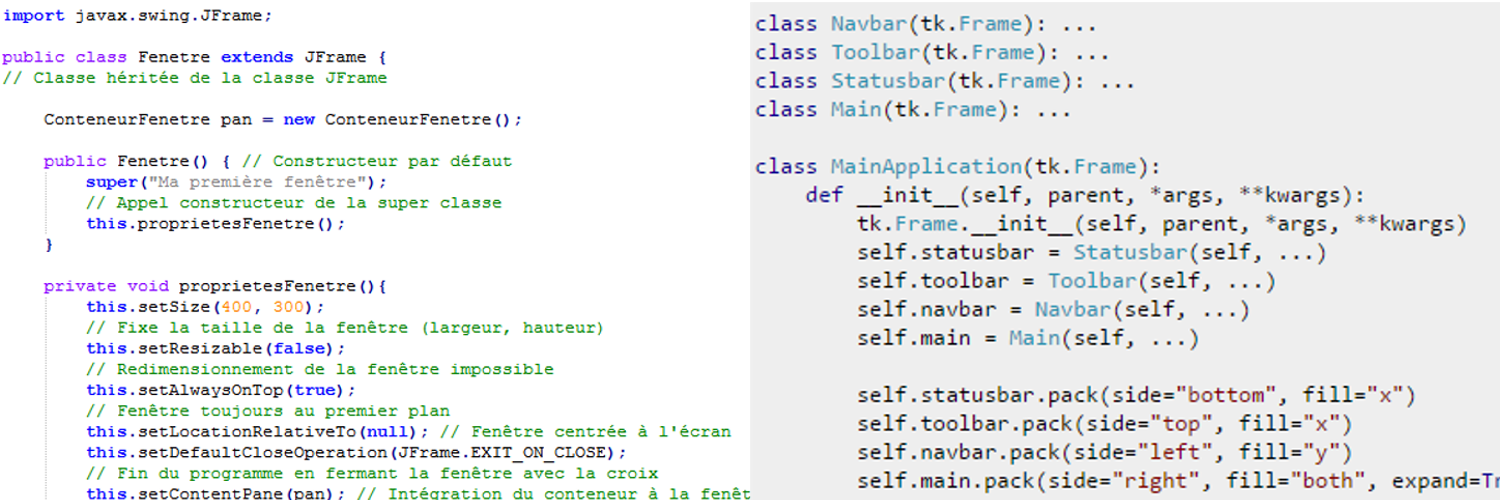 import javax.swing.JFrame;
public class Fenetre extends JFrame {
// Classe héritée de la classe JFrame
ConteneurFenetre pan = new ConteneurFenetre();
public Fenetre() { // Constructeur par défaut
super("Ma première fenêtre");
// Appel constructeur de la super classe
this.proprietesFenetre();
}
private void proprietesFenetre(){
this.setSize(400, 300);
// Fixe la taille de la fenêtre (largeur, hauteur)
this.setResizable(false);
// Redimensionnement de la fenêtre impossible
this.setAlwaysOnTop(true);
// Fenêtre toujours au premier plan
this.setLocationRelativeTo(null); // Fenêtre centrée à l'écran
this.setDefaultCloseOperation(JFrame.EXIT_ON_CLOSE);
// Fin du programme en fermant la fenêtre avec la croix
this.setContentPane(pan); // Intégration du conteneur à la fenêt
class Navbar(tk.Frame): ...
class Toolbar(tk.Frame): ...
class Statusbar(tk.Frame): ...
class Main(tk.Frame): ...
class MainApplication(tk.Frame):
def __init__(self, parent, *args, **kwargs):
tk.Frame.__init__(self, parent, *args, **kwargs)
self.statusbar = Statusbar(self, ...)
self.toolbar = Toolbar(self, ...)
self.navbar = Navbar(self, ...)
self.main = Main(self, ...)
self.statusbar.pack(side="bottom", fill="x")
self.toolbar.pack(side="top", fill="x")
self.navbar.pack(side="left", fill="y")
self.main.pack(side="right", fill="both", expand=Tr